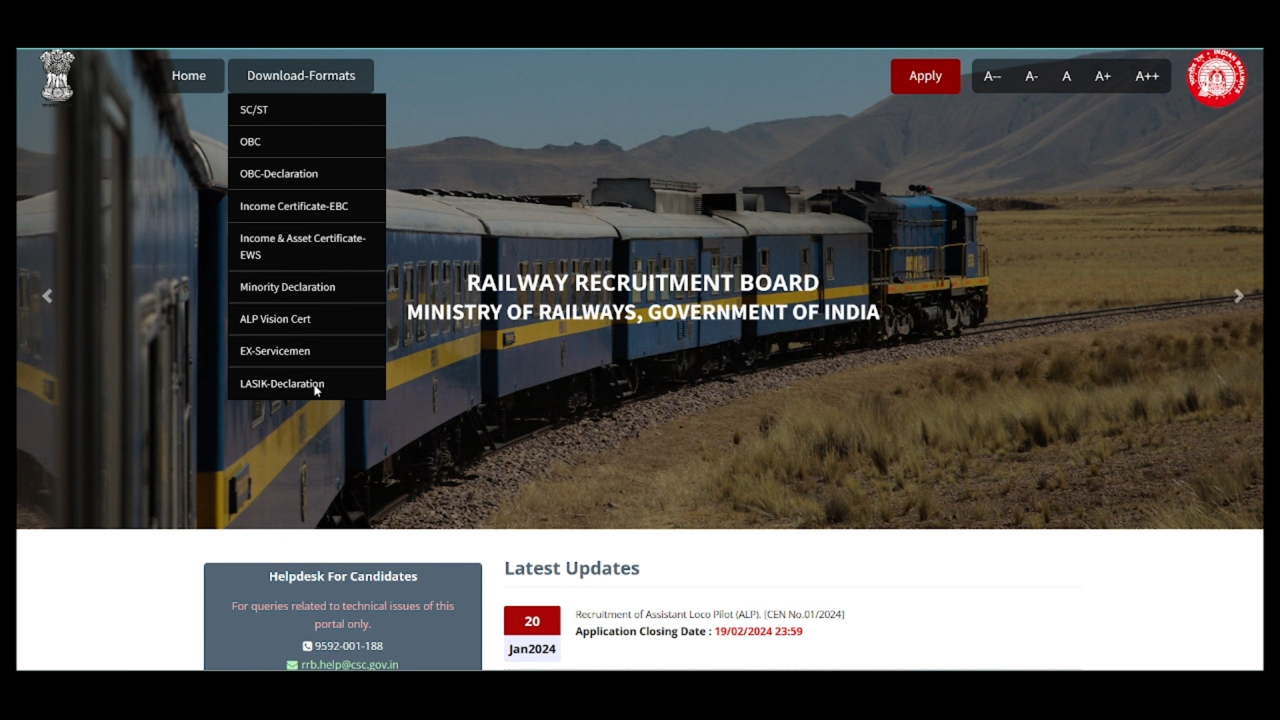 Home
Download-Formats
Apply
A--
A-
A
A+
A++
SC/ST
OBC
OBC-Declaration
Income Certificate-EBC
Income & Asset Certificate-
EWS
Minority Declaration
ALP Vision Cert
EX-Servicemen
LASIK-Declaration
RAILWAY RECRUITMENT BOARD
MINISTRY OF RAILWAYS, GOVERNMENT OF INDIA
Helpdesk For Candidates
For queries related to technical issues of this
portal only.
9592-001-188
rrb.help@csc.gov.in
Latest Updates
20
Jan2024
Recruitment of Assistant Loco Pilot (ALP). [CEN No.01/2024]
Application Closing Date : 19/02/2024 23:59